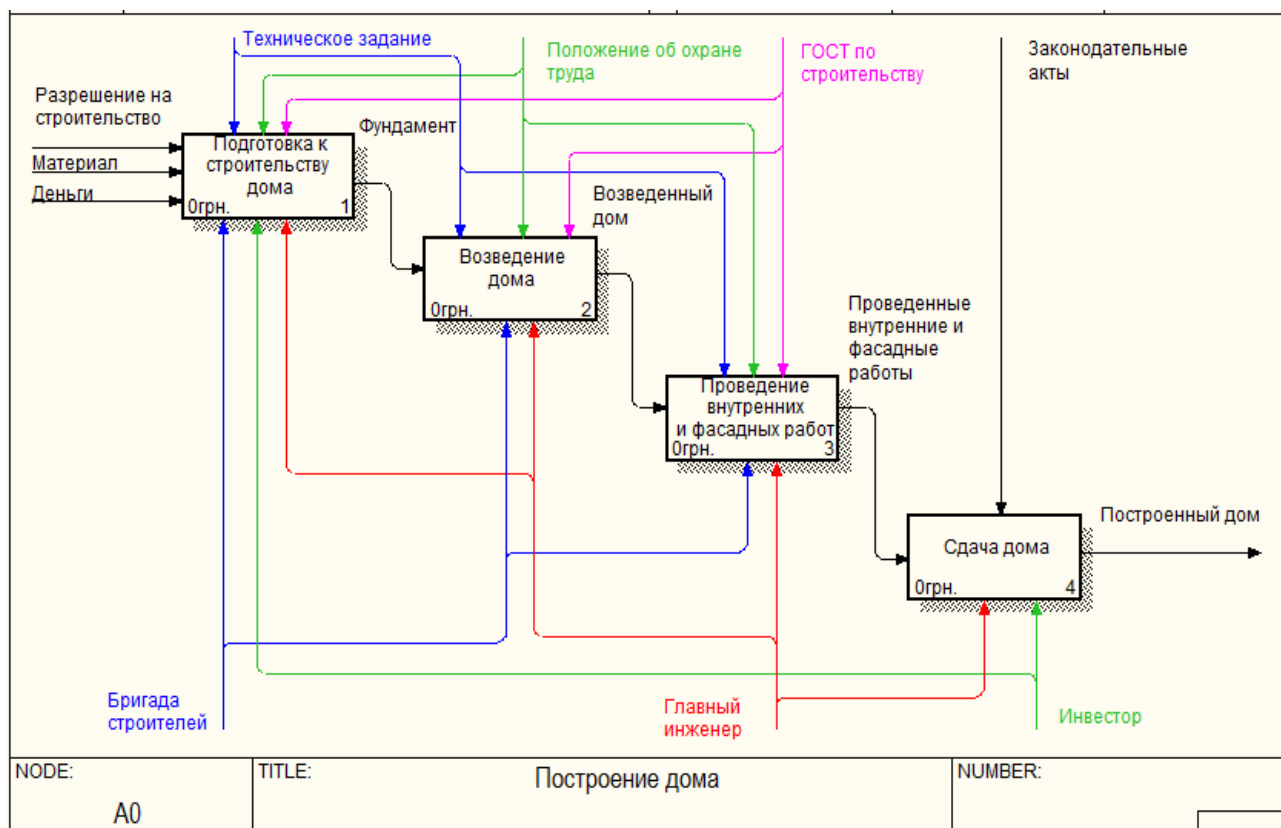 Техническое задание
Положение об охране
труда
ГОСТ по
строительству
Законодательные
акты
Разрешение на
строительство
Материал
Деньги
Подготовка к
строительству
дома
0грн. 1
Фундамент
Возведение
дома
0грн. 2
Возведенный
дом
Проведение
внутренних
и фасадных работ
0грн. 3
Проведенные
внутренние и
фасадные
работы
Сдача дома
0грн. 4
Построенный дом
Бригада
строителей
Главный
инженер
Инвестор
NODE:
A0
TITLE:
Построение дома
NUMBER: